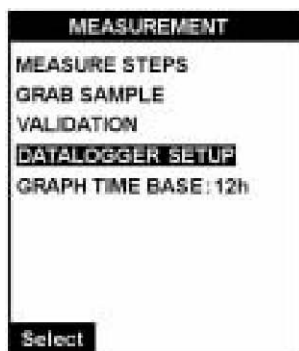 MEASUREMENT
MEASURE STEPS
GRAB SAMPLE
VALIDATION
DATALOGGER SETUP
GRAPH TIME BASE: 12h
Select